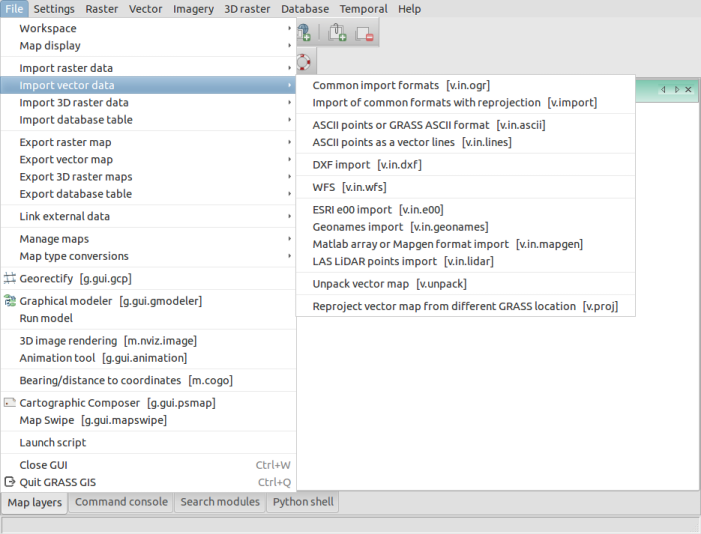 File Settings Raster Vector Imagery 3D raster Database Temporal Help
Workspace
Map display
Import raster data
Import vector data
Import 3D raster data
Import database table
Export raster map
Export vector map
Export 3D raster maps
Export database table
Link external data
Manage maps
Map type conversions
Georectify [g.gui.gcp]
Graphical modeler [g.gui.gmodeler]
Run model
3D image rendering [m.nviz.image]
Animation tool [g.gui.animation]
Bearing/distance to coordinates [m.cogo]
Cartographic Composer [g.gui.psmap]
Map Swipe [g.gui.mapswipe]
Launch script
Close GUI Ctrl+W
Quit GRASS GIS Ctrl+Q
Common import formats [v.in.ogr]
Import of common formats with reprojection [v.import]
ASCII points or GRASS ASCII format [v.in.ascii]
ASCII points as a vector lines [v.in.lines]
DXF import [v.in.dxf]
WFS [v.in.wfs]
ESRI e00 import [v.in.e00]
Geonames import [v.in.geonames]
Matlab array or Mapgen format import [v.in.mapgen]
LAS LiDAR points import [v.in.lidar]
Unpack vector map [v.unpack]
Reproject vector map from different GRASS location [v.proj]
Map layers Command console Search modules Python shell